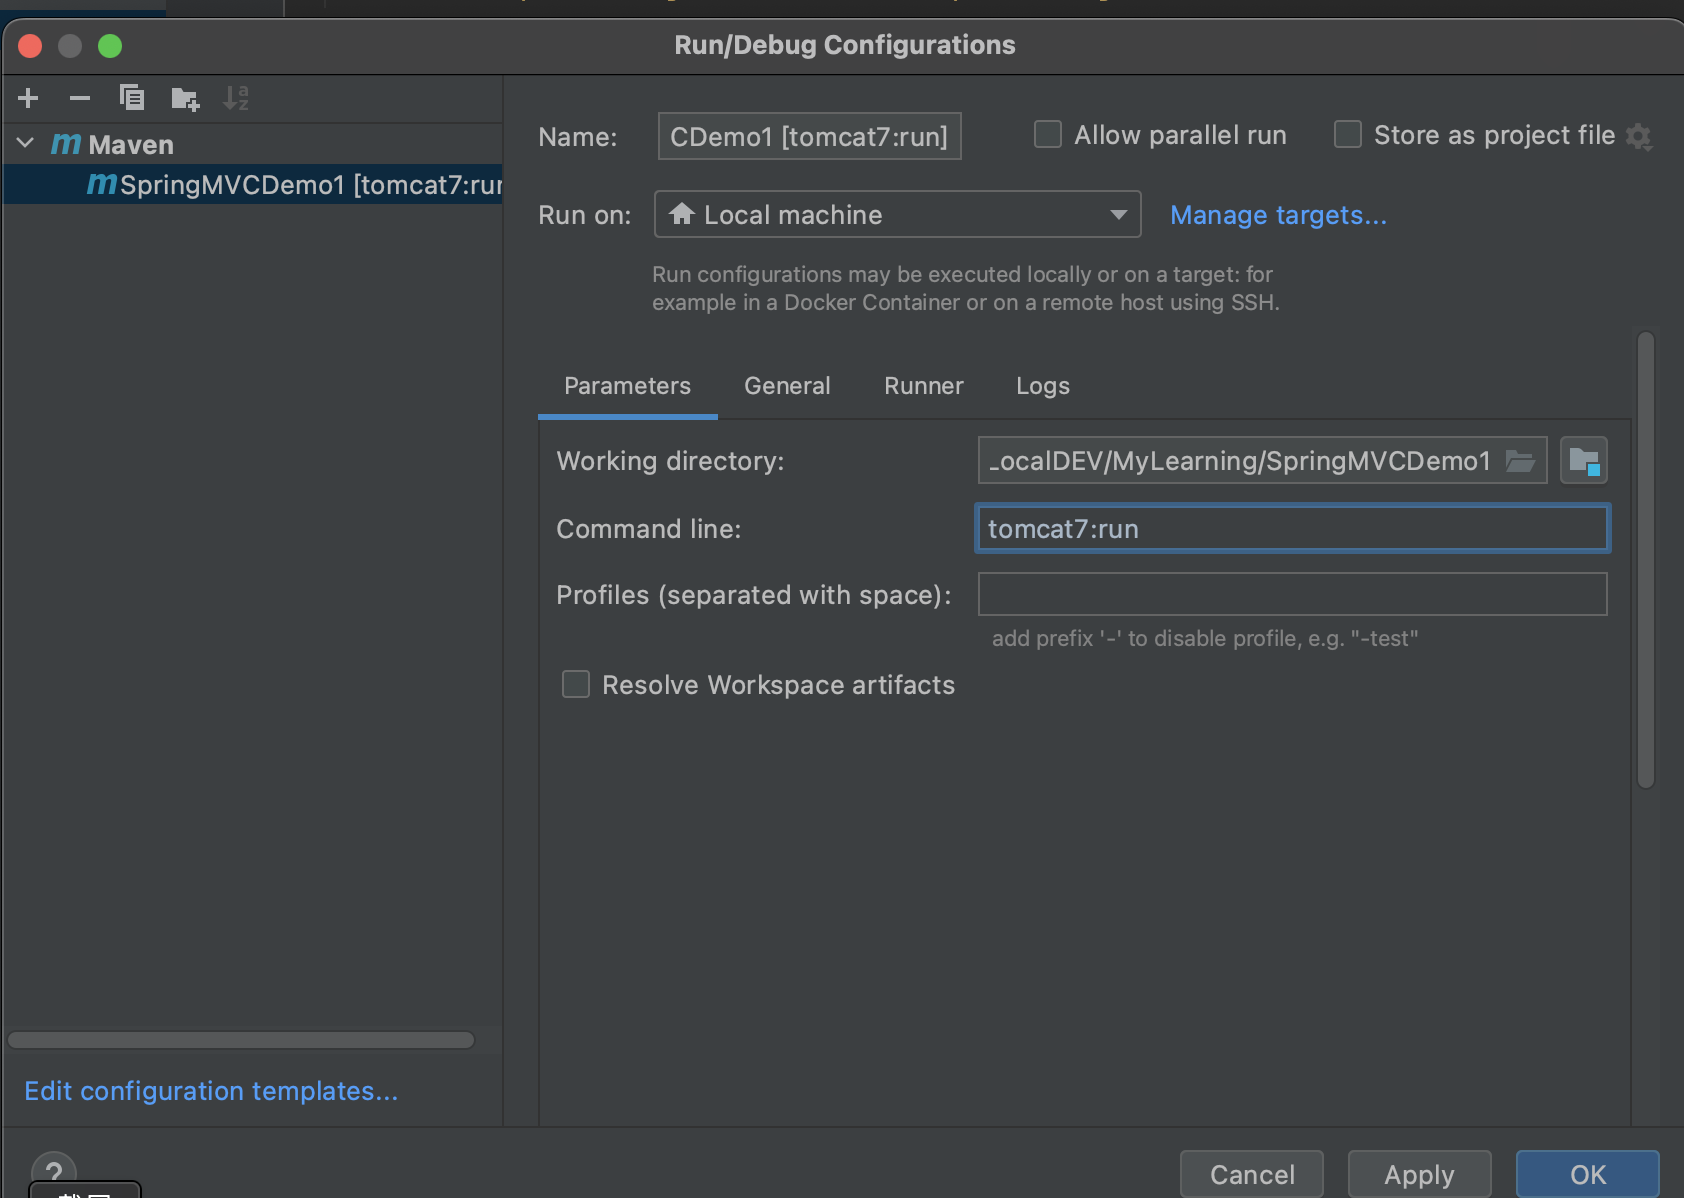 Run/Debug Configurations
Maven
SpringMVCDemo1 [tomcat7:run
Name:
CDemo1 [tomcat7:run]
Allow parallel run
Store as project file
Run on:
Local machine
Manage targets...
Run configurations may be executed locally or on a target: for
example in a Docker Container or on a remote host using SSH.
Parameters
General
Runner
Logs
Working directory:
LocalDEV/MyLearning/SpringMVCDemo1
Command line:
tomcat7:run
Profiles (separated with space):
add prefix '-' to disable profile, e.g. "-test"
Resolve Workspace artifacts
Edit configuration templates...
?
Cancel
Apply
OK